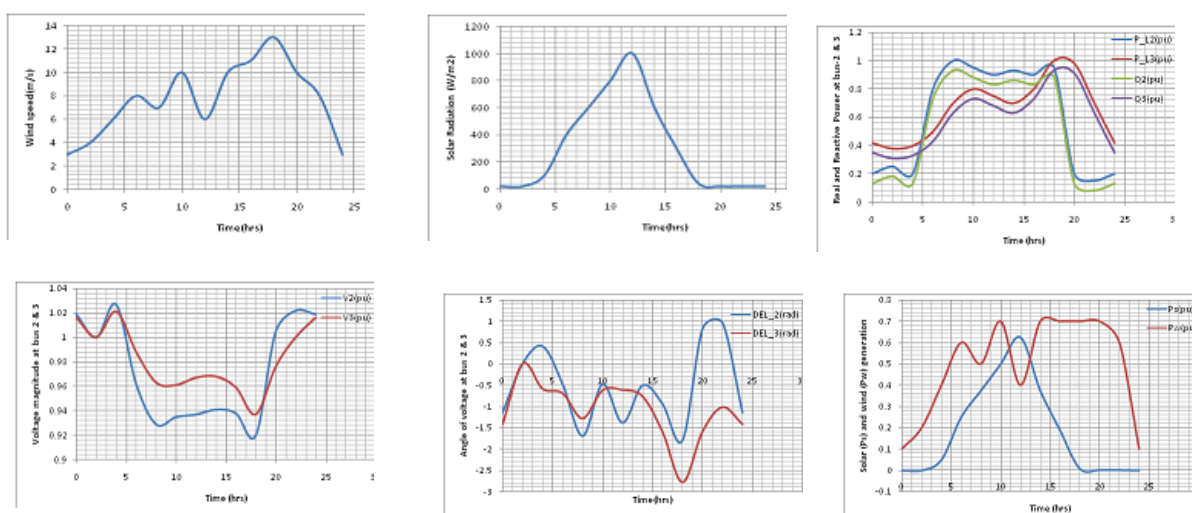 Wind speed(m/s)
14
12
10
8
6
4
2
0
0 5 10 15 20 25
Time(hrs)
Solar Radiation (W/m2)
1200
1000
800
600
400
200
0
0 5 10 15 20 25
Time(hrs)
Real and Reactive Power at bus-2 & 3
1.2
1
0.8
0.6
0.4
0.2
0
0 5 10 15 20 25 3
Time (hrs)
P_L2(pu)
P_L3(pu)
Q2(pu)
Q3(pu)
Voltage magnitude at bus 2 & 3
1.04
1.02
1
0.98
0.96
0.94
0.92
0.9
0 5 10 15 20 25 3
Time (hrs)
V2(pu)
V3(pu)
Angle of voltage at bus 2 & 3
1.5
1
0.5
0
-0.5
-1
-1.5
-2
-2.5
-3
0 5 10 15 20 25 3
Time(hrs)
DEL_2(rad)
DEL_3(rad)
Solar (Ps) and wind (Pw) generation
0.8
0.7
0.6
0.5
0.4
0.3
0.2
0.1
0
-0.1
0 5 10 15 20 25 3
Time (hrs)
Ps(pu)
Pw(pu)